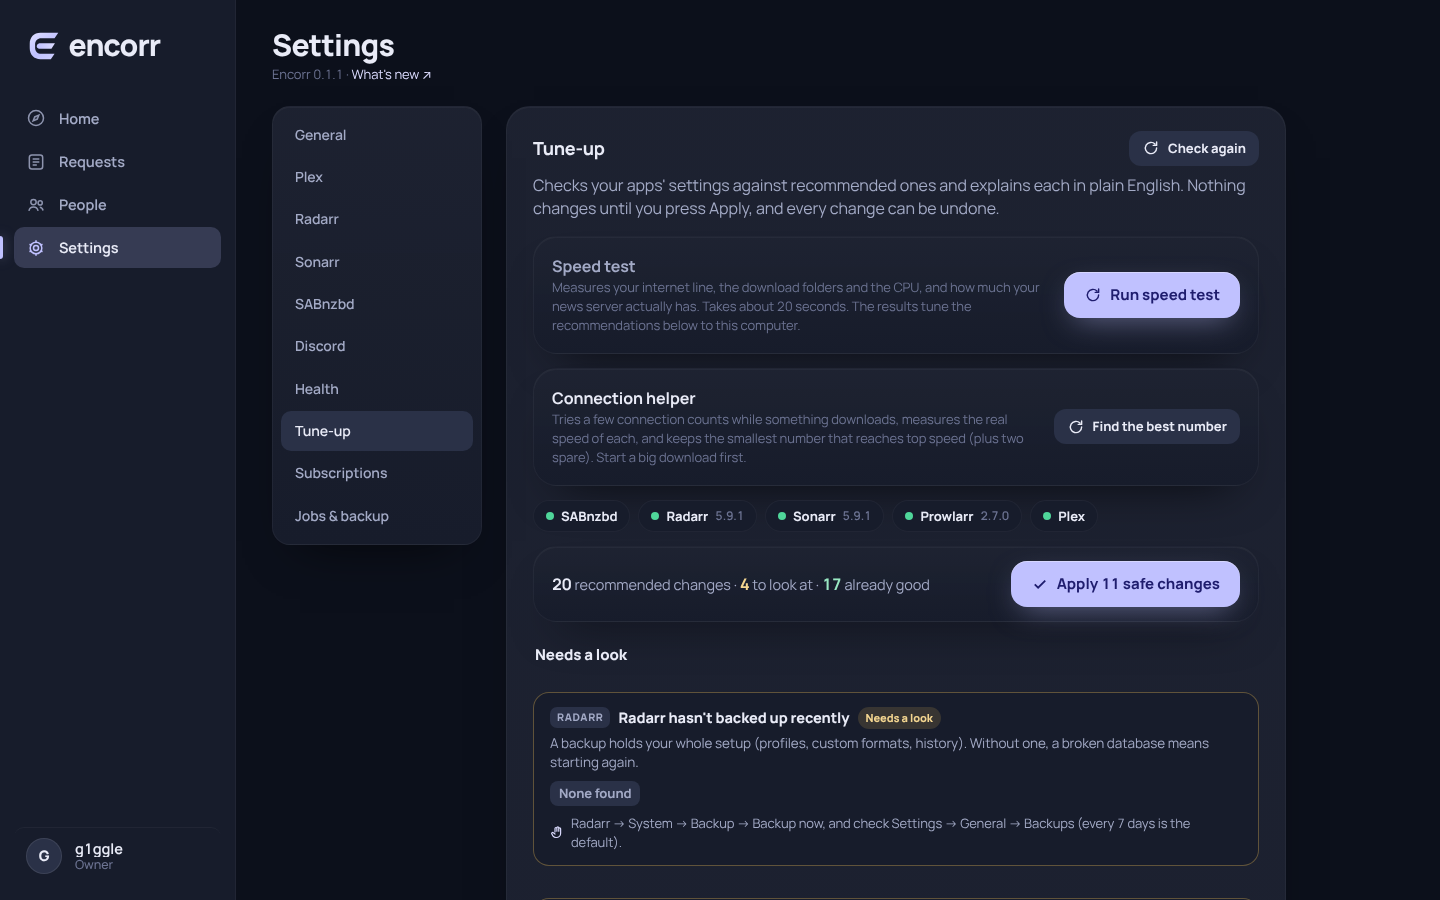 encorr
Home
Requests
People
Settings
g1ggle
Owner
G
Settings
Encorr 0.1.1 · What's new ↗
General
Plex
Radarr
Sonarr
SABnzbd
Discord
Health
Tune-up
Subscriptions
Jobs & backup
Tune-up
Check again
Checks your apps' settings against recommended ones and explains each in plain English. Nothing
changes until you press Apply, and every change can be undone.
Speed test
Measures your internet line, the download folders and the CPU, and how much your
news server actually has. Takes about 20 seconds. The results tune the
recommendations below to this computer.
Run speed test
Connection helper
Tries a few connection counts while something downloads, measures the real
speed of each, and keeps the smallest number that reaches top speed (plus two
spare). Start a big download first.
Find the best number
SABnzbd
Radarr 5.9.1
Sonarr 5.9.1
Prowlarr 2.7.0
Plex
20 recommended changes · 4 to look at · 17 already good
Apply 11 safe changes
Needs a look
RADARR Radarr hasn't backed up recently Needs a look
A backup holds your whole setup (profiles, custom formats, history). Without one, a broken database means
starting again.
None found
Radarr → System → Backup → Backup now, and check Settings → General → Backups (every 7 days is the
default).